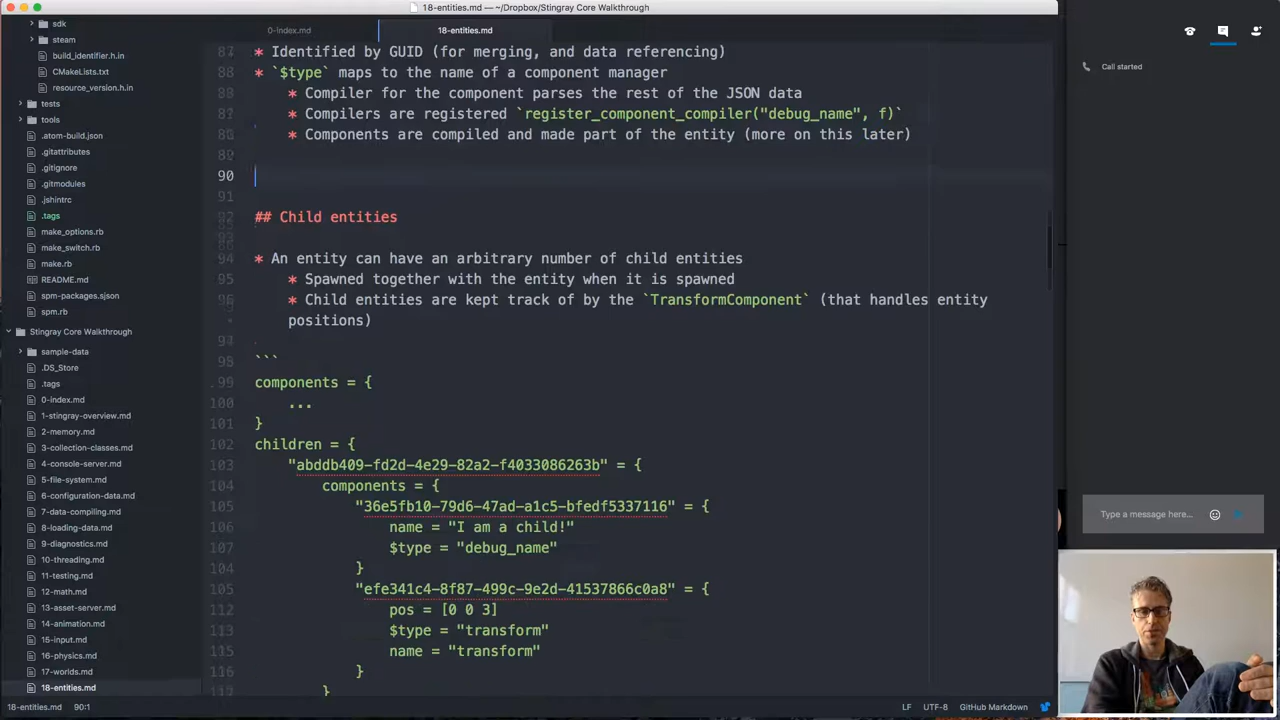 18-entities.md — ~/Dropbox/Stingray Core Walkthrough
sdk
steam
build_identifier.h.in
CMakeLists.txt
resource_version.h.in
tests
tools
.atom-build.json
.gitattributes
.gitignore
.gitmodules
.jshintrc
.tags
make_options.rb
make_switch.rb
make.rb
README.md
spm-packages.sjson
spm.rb
Stingray Core Walkthrough
sample-data
.DS_Store
.tags
0-index.md
1-stingray-overview.md
2-memory.md
3-collection-classes.md
4-console-server.md
5-file-system.md
6-configuration-data.md
7-data-compiling.md
8-loading-data.md
9-diagnostics.md
10-threading.md
11-testing.md
12-math.md
13-asset-server.md
14-animation.md
15-input.md
16-physics.md
17-worlds.md
18-entities.md
0-index.md
18-entities.md
* Identified by GUID (for merging, and data referencing)
88 * `$type` maps to the name of a component manager
* Compiler for the component parses the rest of the JSON data
* Compilers are registered `register_component_compiler("debug_name", f)`
* Components are compiled and made part of the entity (more on this later)
90
91
## Child entities
94 * An entity can have an arbitrary number of child entities
95 * Spawned together with the entity when it is spawned
* Child entities are kept track of by the `TransformComponent` (that handles entity
positions)
98 ```
components = {
100 ...
101 }
102 children = {
103 "abddb409-fd2d-4e29-82a2-f4033086263b" = {
104 components = {
105 "36e5fb10-79d6-47ad-a1c5-bfedf5337116" = {
106 name = "I am a child!"
107 $type = "debug_name"
}
"efe341c4-8f87-499c-9e2d-41537866c0a8" = {
112 pos = [0 0 3]
113 $type = "transform"
115 name = "transform"
116 }
}
18-entities.md 90:1
LF UTF-8 GitHub Markdown
Call started
Type a message here...